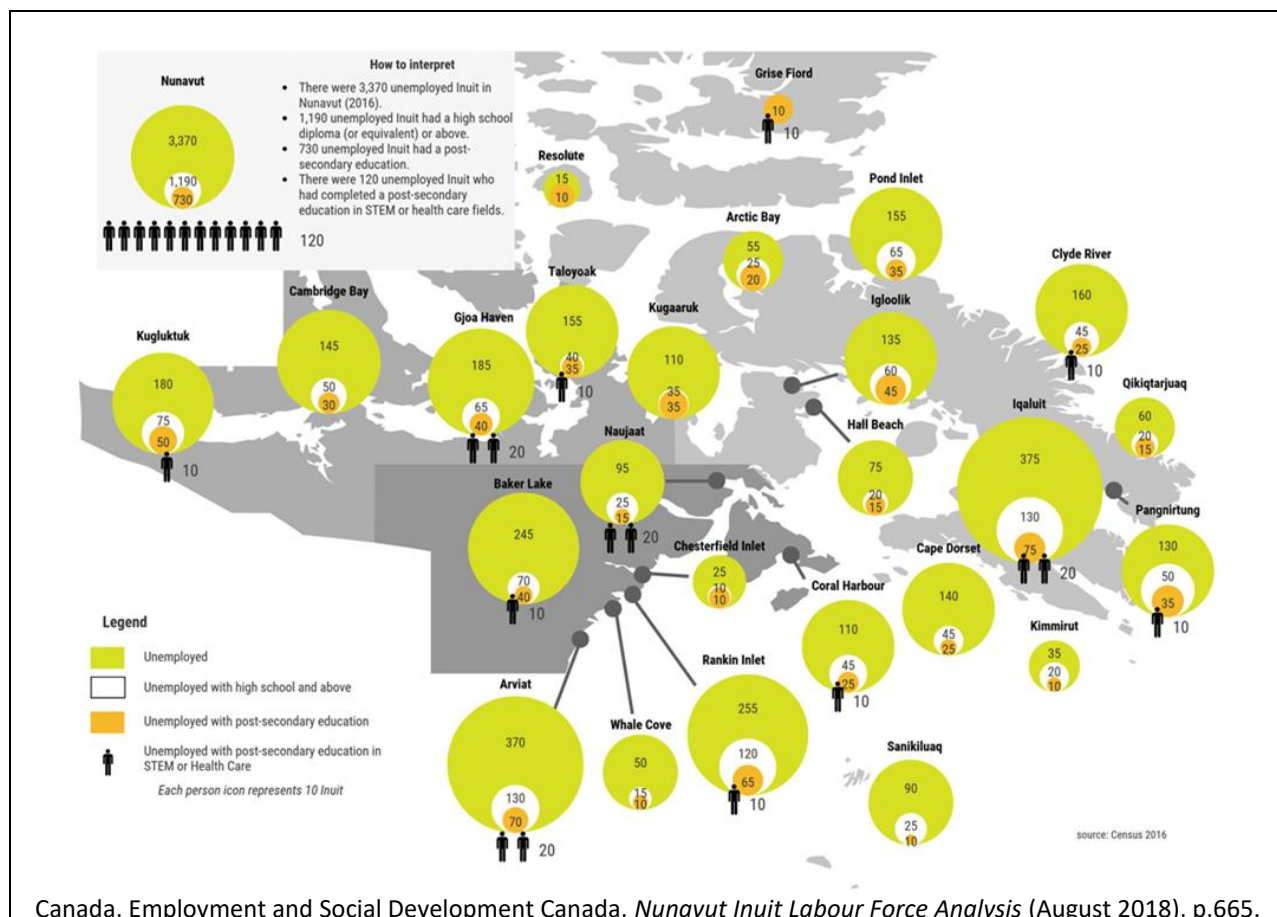 Nunavut
3,370
1,190
730
120
How to interpret
• There were 3,370 unemployed Inuit in
Nunavut (2016).
• 1,190 unemployed Inuit had a high school
diploma (or equivalent) or above.
• 730 unemployed Inuit had a post-
secondary education.
• There were 120 unemployed Inuit who
had completed a post-secondary
education in STEM or health care fields.
Grise Fiord
10
10
Resolute
15
10
Pond Inlet
155
65
35
Arctic Bay
55
25
20
Clyde River
160
45
25
10
Taloyoak
155
40
35
10
Cambridge Bay
145
50
30
Gjoa Haven
185
65
40
20
Kugaaruk
110
35
35
Igloolik
135
60
45
Kugluktuk
180
75
50
10
Qikiqtarjuaq
60
20
15
Iqaluit
375
130
75
20
Hall Beach
75
20
15
Naujaat
95
25
15
20
Baker Lake
245
70
40
10
Pangnirtung
130
50
35
10
Chesterfield Inlet
25
10
10
Cape Dorset
140
45
25
Coral Harbour
110
45
25
10
Kimmirut
35
20
10
Legend
Unemployed
Unemployed with high school and above
Unemployed with post-secondary education
Unemployed with post-secondary education in
STEM or Health Care
Each person icon represents 10 Inuit
Rankin Inlet
255
120
65
10
Arviat
370
130
70
20
Whale Cove
50
15
10
Sanikiluaq
90
25
10
source: Census 2016
Canada, Employment and Social Development Canada, Nunavut Inuit Labour Force Analysis (August 2018), p.665.